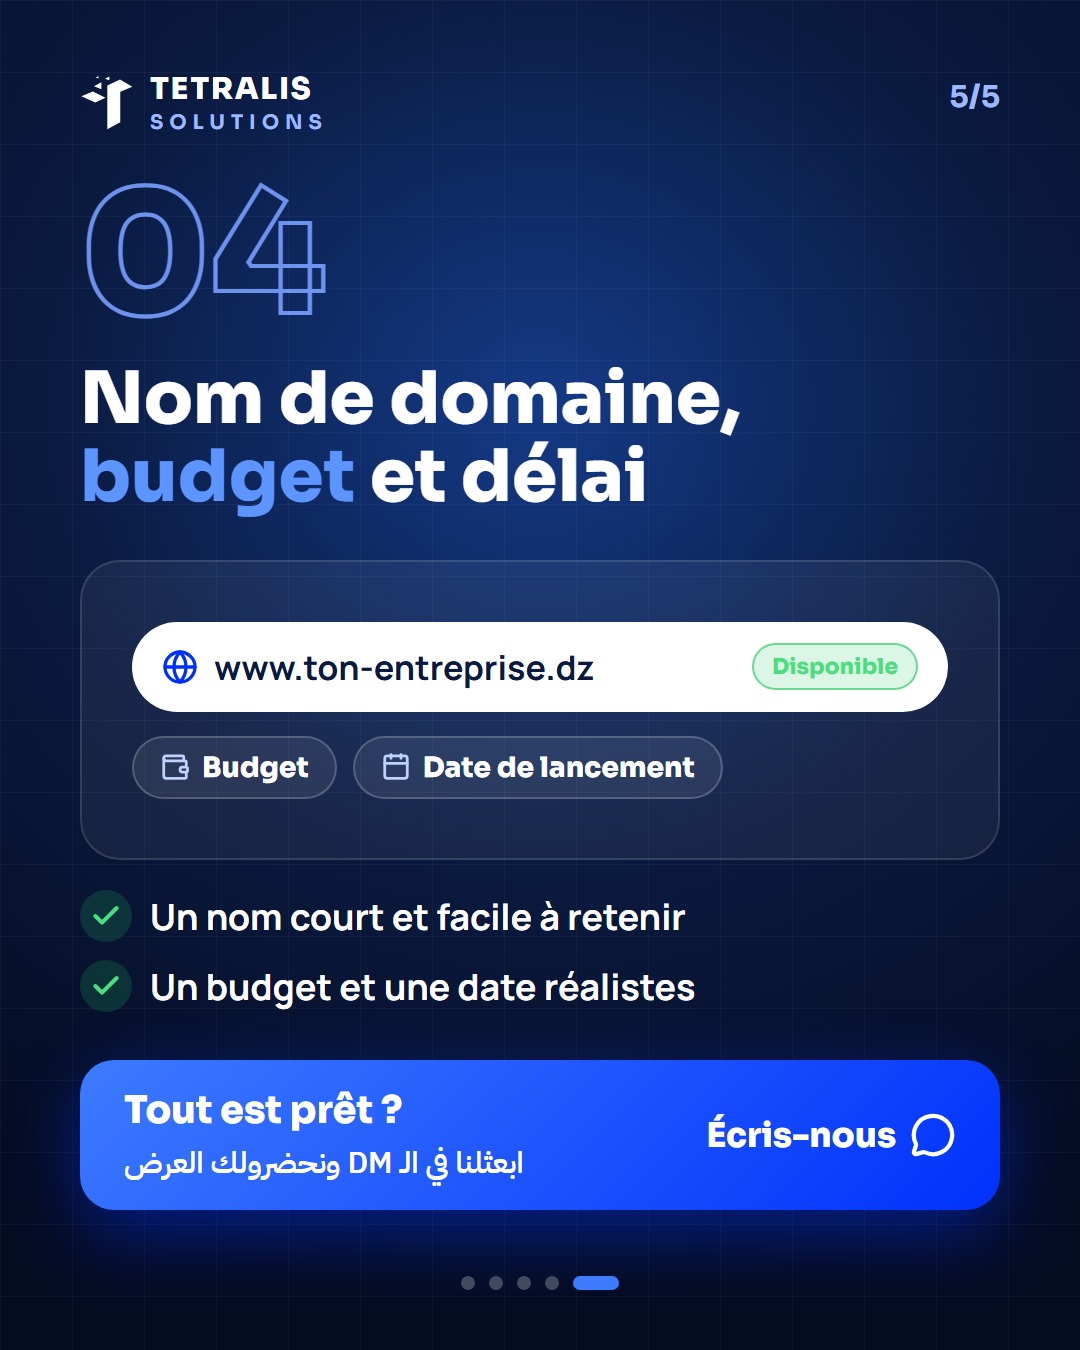 TETRALIS
SOLUTIONS
5/5
04
Nom de domaine,
budget et délai
www.ton-entreprise.dz
Disponible
Budget
Date de lancement
Un nom court et facile à retenir
Un budget et une date réalistes
Tout est prêt ?
ابعثلنا في الـ DM ونحضرولك العرض
Écris-nous